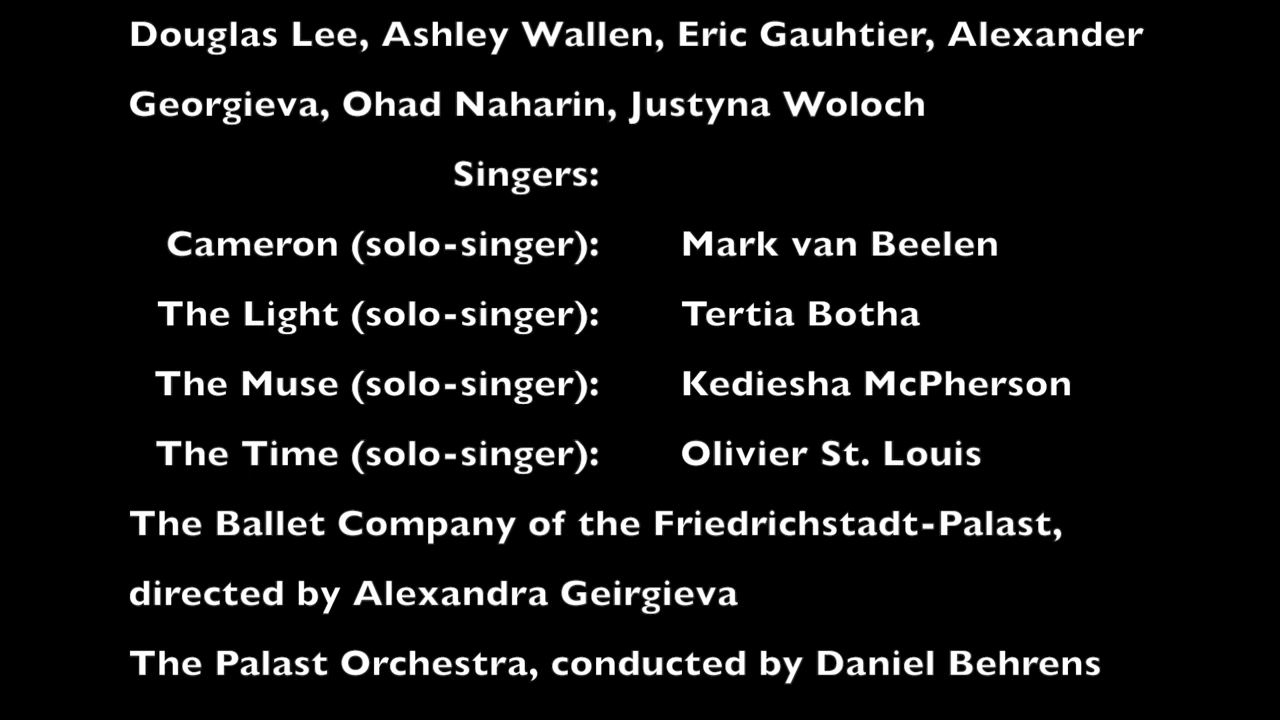 Douglas Lee, Ashley Wallen, Eric Gauhtier, Alexander
Georgieva, Ohad Naharin, Justyna Woloch
Singers:
Cameron (solo-singer): Mark van Beelen
The Light (solo-singer): Tertia Botha
The Muse (solo-singer): Kediesha McPherson
The Time (solo-singer): Olivier St. Louis
The Ballet Company of the Friedrichstadt-Palast,
directed by Alexandra Geirgieva
The Palast Orchestra, conducted by Daniel Behrens